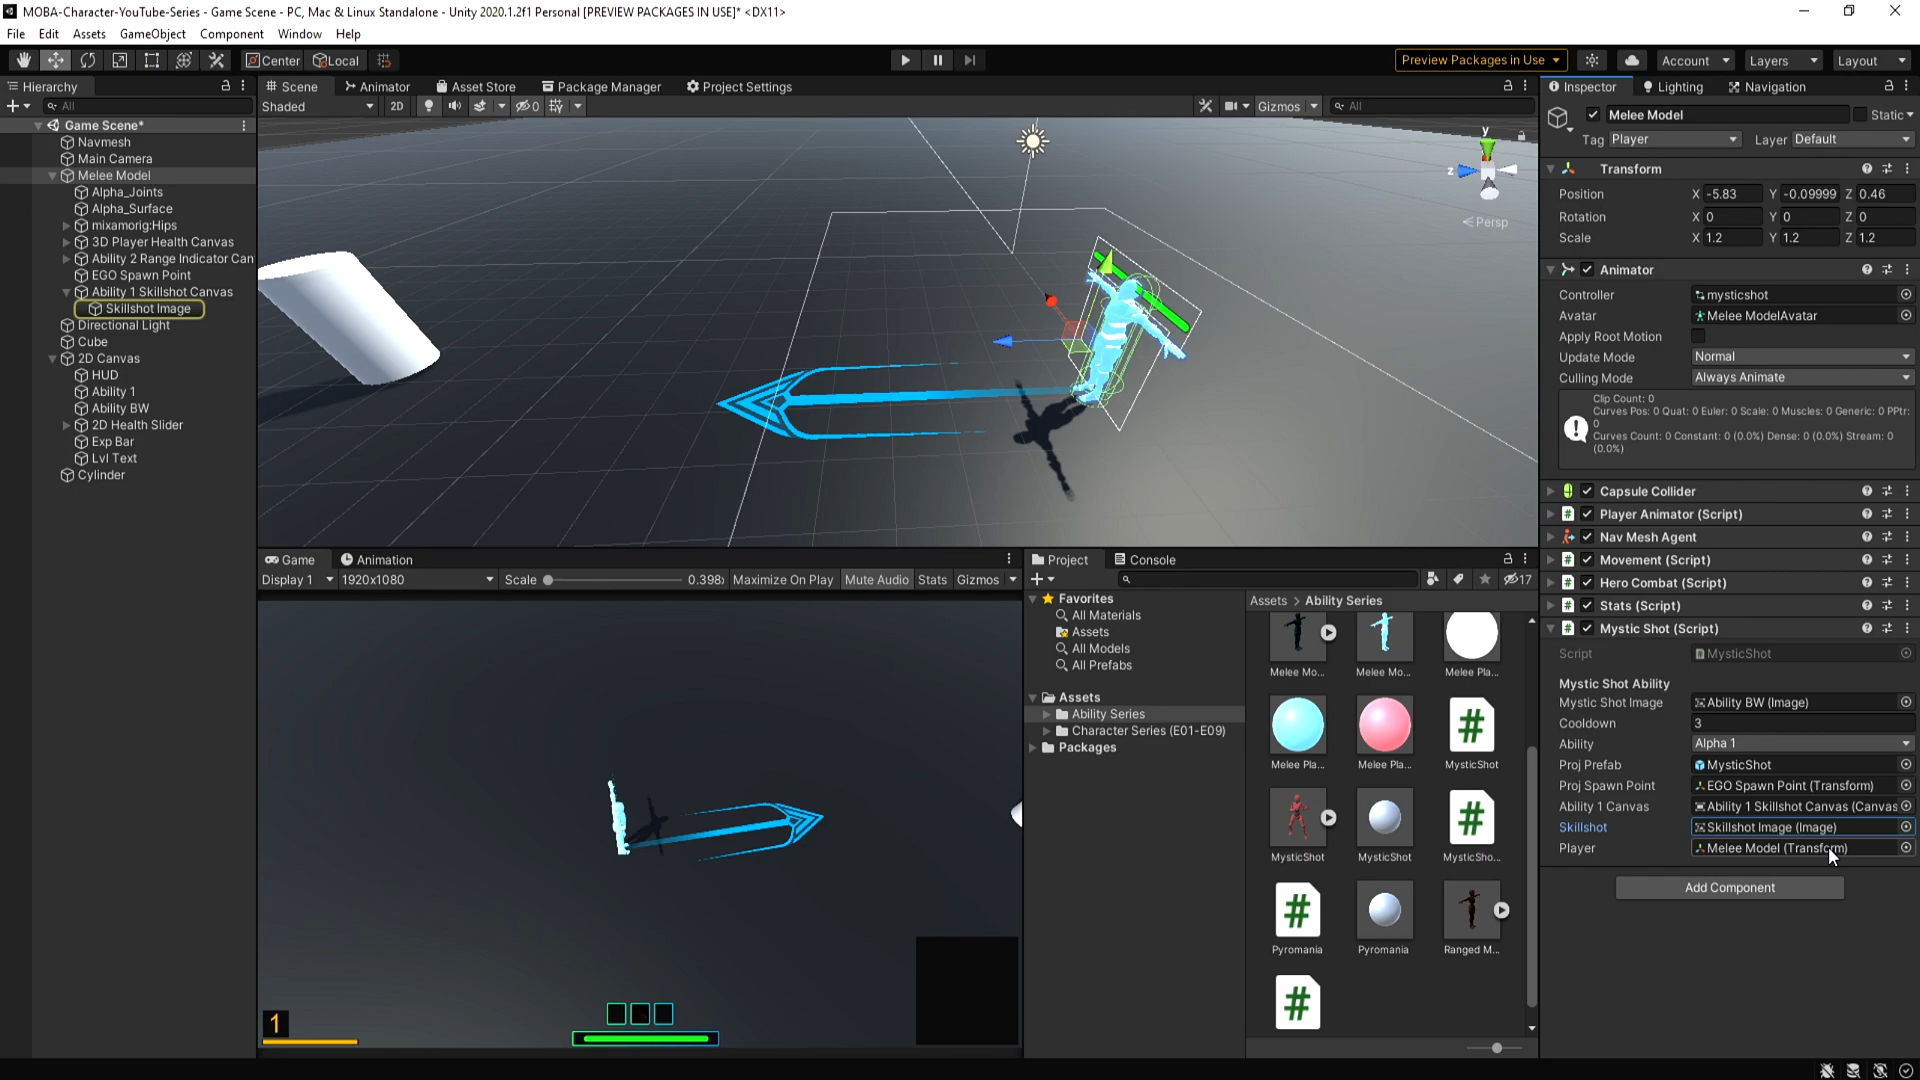 MOBA-Character-YouTube-Series - Game Scene - PC, Mac & Linux Standalone - Unity 2020.1.2f1 Personal [PREVIEW PACKAGES IN USE]* <DX11>
File Edit Assets GameObject Component Window Help
Center Local Preview Packages in Use Account Layers Layout
Hierarchy
All
Game Scene*
Navmesh
Main Camera
Melee Model
Alpha_Joints
Alpha_Surface
mixamorig:Hips
3D Player Health Canvas
Ability 2 Range Indicator Can
EGO Spawn Point
Ability 1 Skillshot Canvas
Skillshot Image
Directional Light
Cube
2D Canvas
HUD
Ability 1
Ability BW
2D Health Slider
Exp Bar
Lvl Text
Cylinder
Scene Animator Asset Store Package Manager Project Settings
Shaded 2D 0 Gizmos All
y
z
Persp
Game Animation
Display 1 1920x1080 Scale 0.398x Maximize On Play Mute Audio Stats Gizmos
1
Project Console
17
Favorites
All Materials
Assets
All Models
All Prefabs
Assets
Ability Series
Character Series (E01-E09)
Packages
Assets > Ability Series
Melee Mo... Melee Mo... Melee Pla...
Melee Pla... Melee Pla... MysticShot
MysticShot MysticShot MysticSho...
Pyromania Pyromania Ranged M...
Inspector Lighting Navigation
Melee Model Static
Tag Player Layer Default
Transform
Position X -5.83 Y -0.09999 Z 0.46
Rotation X 0 Y 0 Z 0
Scale X 1.2 Y 1.2 Z 1.2
Animator
Controller mysticshot
Avatar Melee ModelAvatar
Apply Root Motion
Update Mode Normal
Culling Mode Always Animate
Clip Count: 0
Curves Pos: 0 Quat: 0 Euler: 0 Scale: 0 Muscles: 0 Generic: 0 PPtr:
0
Curves Count: 0 Constant: 0 (0.0%) Dense: 0 (0.0%) Stream: 0
(0.0%)
Capsule Collider
Player Animator (Script)
Nav Mesh Agent
Movement (Script)
Hero Combat (Script)
Stats (Script)
Mystic Shot (Script)
Script MysticShot
Mystic Shot Ability
Mystic Shot Image Ability BW (Image)
Cooldown 3
Ability Alpha 1
Proj Prefab MysticShot
Proj Spawn Point EGO Spawn Point (Transform)
Ability 1 Canvas Ability 1 Skillshot Canvas (Canvas
Skillshot Skillshot Image (Image)
Player Melee Model (Transform)
Add Component